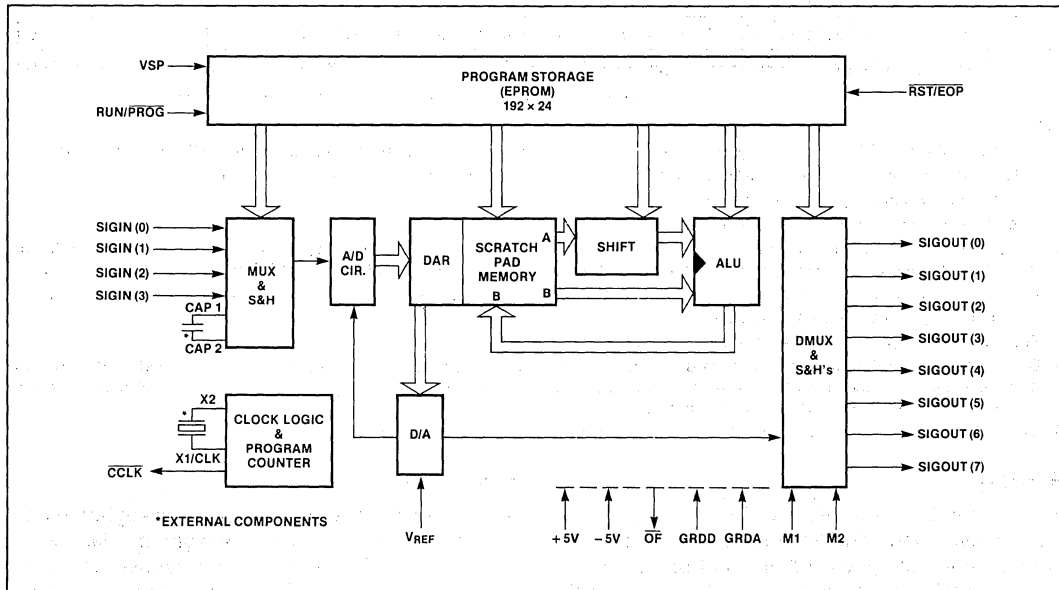 VSP
RUN/PROG
PROGRAM STORAGE
(EPROM)
192 × 24
RST/EOP
SIGIN (0)
SIGIN (1)
SIGIN (2)
SIGIN (3)
CAP 1
*
CAP 2
MUX
&
S&H
A/D
CIR.
DAR
SCRATCH
PAD
MEMORY
A
B
B
SHIFT
ALU
DMUX
&
S&H's
SIGOUT (0)
SIGOUT (1)
SIGOUT (2)
SIGOUT (3)
SIGOUT (4)
SIGOUT (5)
SIGOUT (6)
SIGOUT (7)
X2
*
X1/CLK
CCLK
CLOCK LOGIC
&
PROGRAM
COUNTER
D/A
*EXTERNAL COMPONENTS
VREF
+5V
−5V
OF
GRDD
GRDA
M1
M2